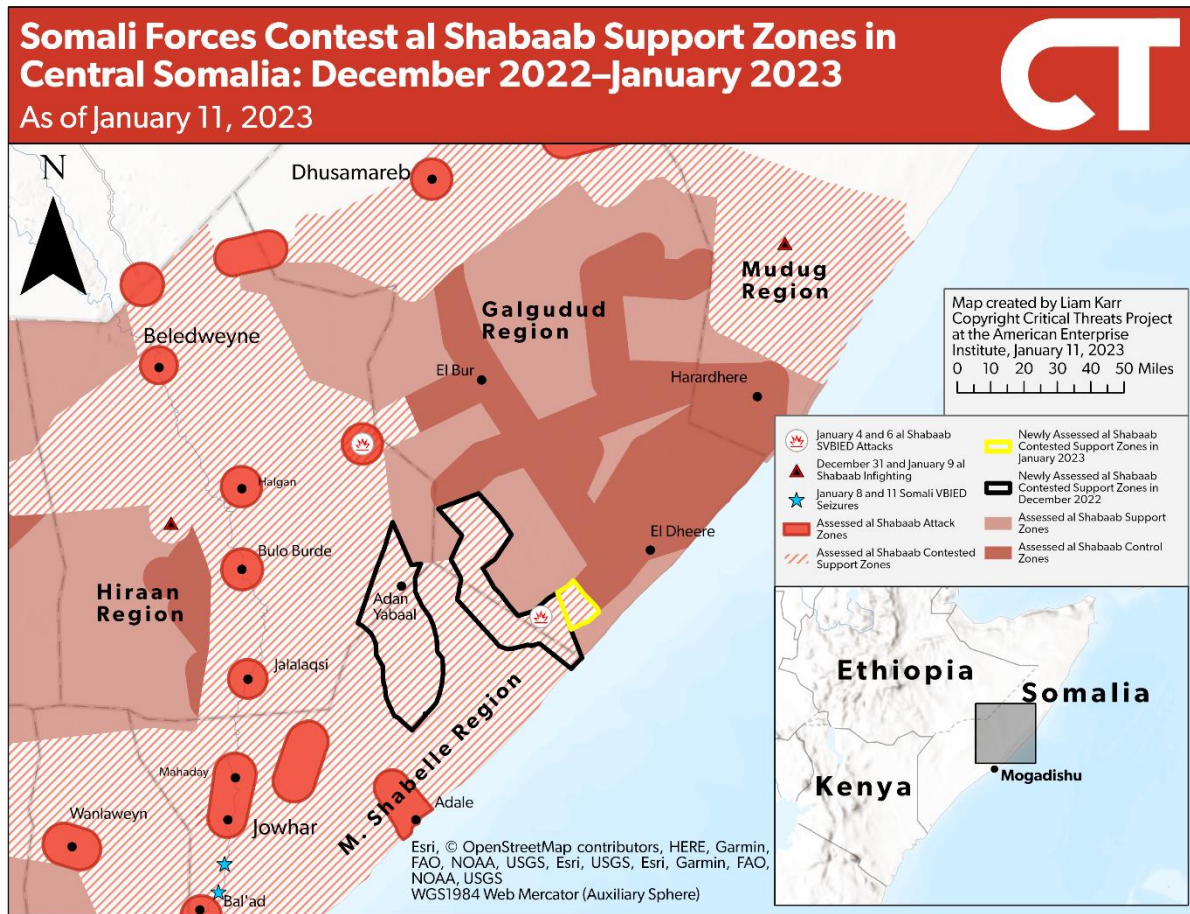 Somali Forces Contest al Shabaab Support Zones in
Central Somalia: December 2022–January 2023
As of January 11, 2023
CT
N
Dhusamareb
Mudug
Region
Galgudud
Region
Beledweyne
El Bur
Harardhere
Halgan
Bulo Burde
El Dheere
Hiraan
Region
Adan
Yabaal
Jalalaqsi
M. Shabelle Region
Mahaday
Wanlaweyn
Jowhar
Adale
Bal'ad
Map created by Liam Karr
Copyright Critical Threats Project
at the American Enterprise
Institute, January 11, 2023
0 10 20 30 40 50 Miles
January 4 and 6 al Shabaab
SVBIED Attacks
December 31 and January 9 al
Shabaab Infighting
January 8 and 11 Somali VBIED
Seizures
Assessed al Shabaab Attack
Zones
Assessed al Shabaab Contested
Support Zones
Newly Assessed al Shabaab
Contested Support Zones in
January 2023
Newly Assessed al Shabaab
Contested Support Zones in
December 2022
Assessed al Shabaab Support
Zones
Assessed al Shabaab Control
Zones
Ethiopia
Somalia
Kenya
Mogadishu
Esri, © OpenStreetMap contributors, HERE, Garmin,
FAO, NOAA, USGS, Esri, USGS, Esri, Garmin, FAO,
NOAA, USGS
WGS1984 Web Mercator (Auxiliary Sphere)